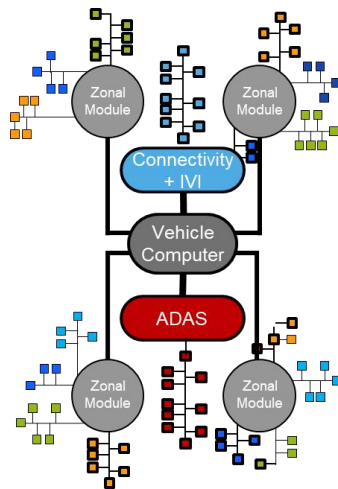 Zonal
Module
Zonal
Module
Connectivity
+ IVI
Vehicle
Computer
ADAS
Zonal
Module
Zonal
Module